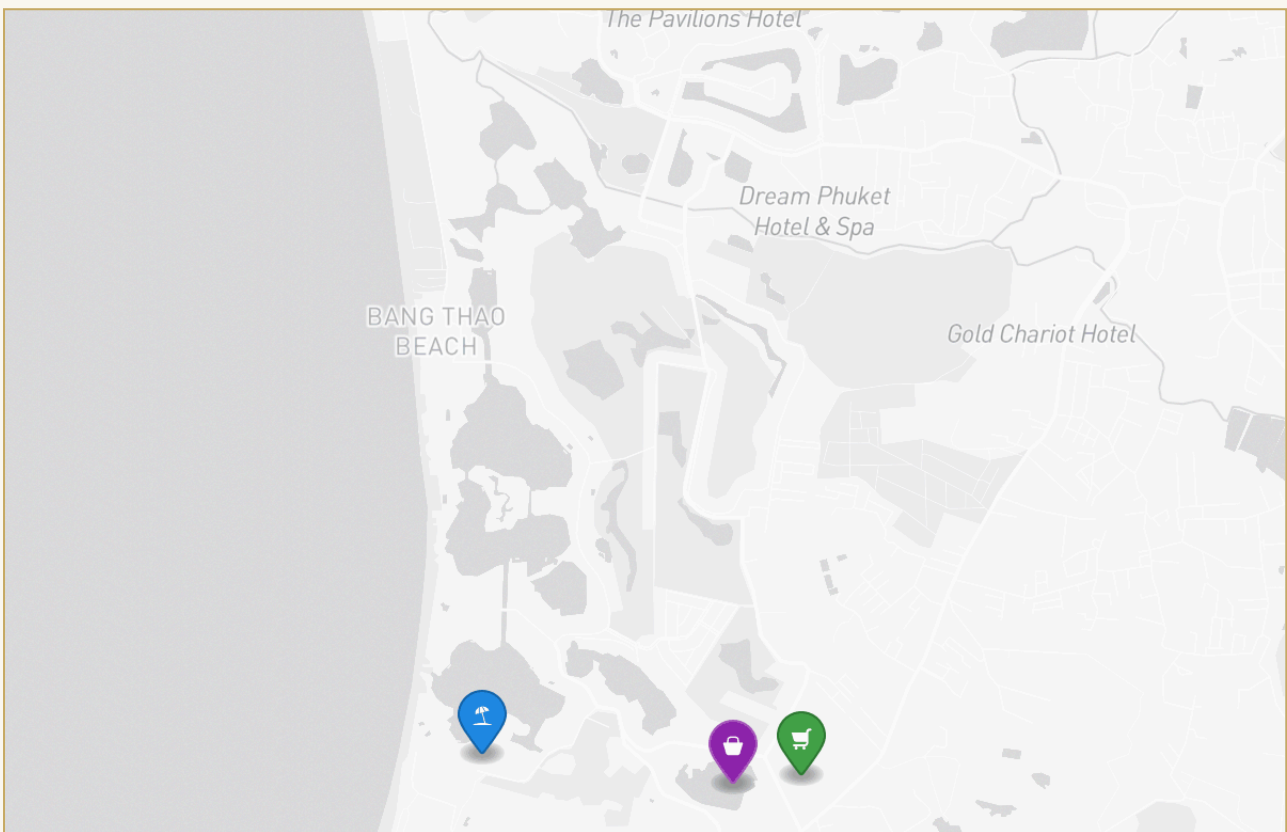 The Pavilions Hotel
Dream Phuket
Hotel & Spa
BANG THAO
BEACH
Gold Chariot Hotel